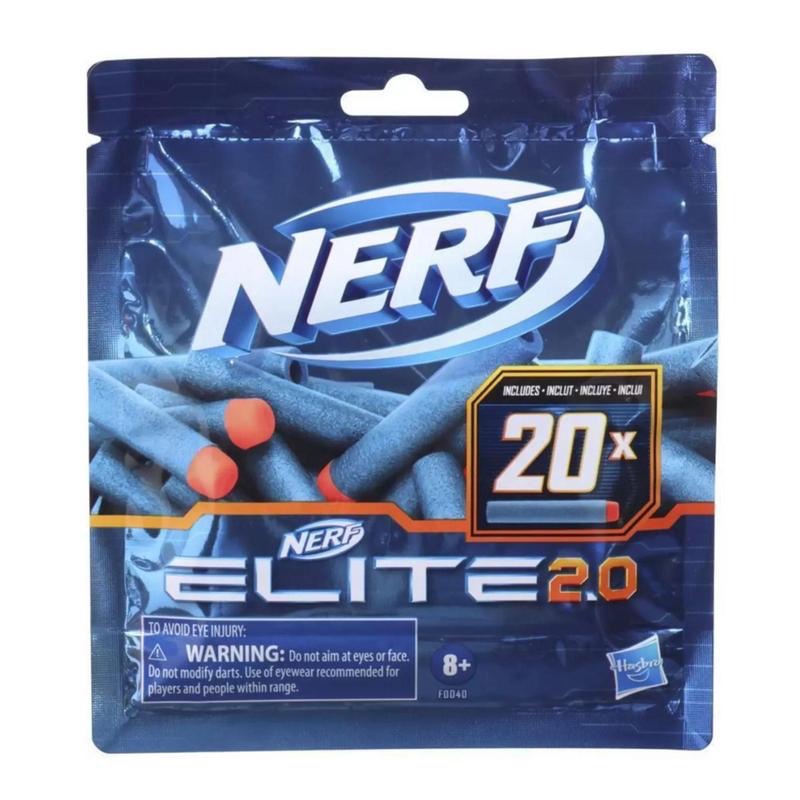 NERF
INCLUDES • INCLUT • INCLUYE • INCLUI
20x
NERF
ELITE 2.0
TO AVOID EYE INJURY:
WARNING: Do not aim at eyes or face.
Do not modify darts. Use of eyewear recommended for
players and people within range.
8+
F0040
Hasbro